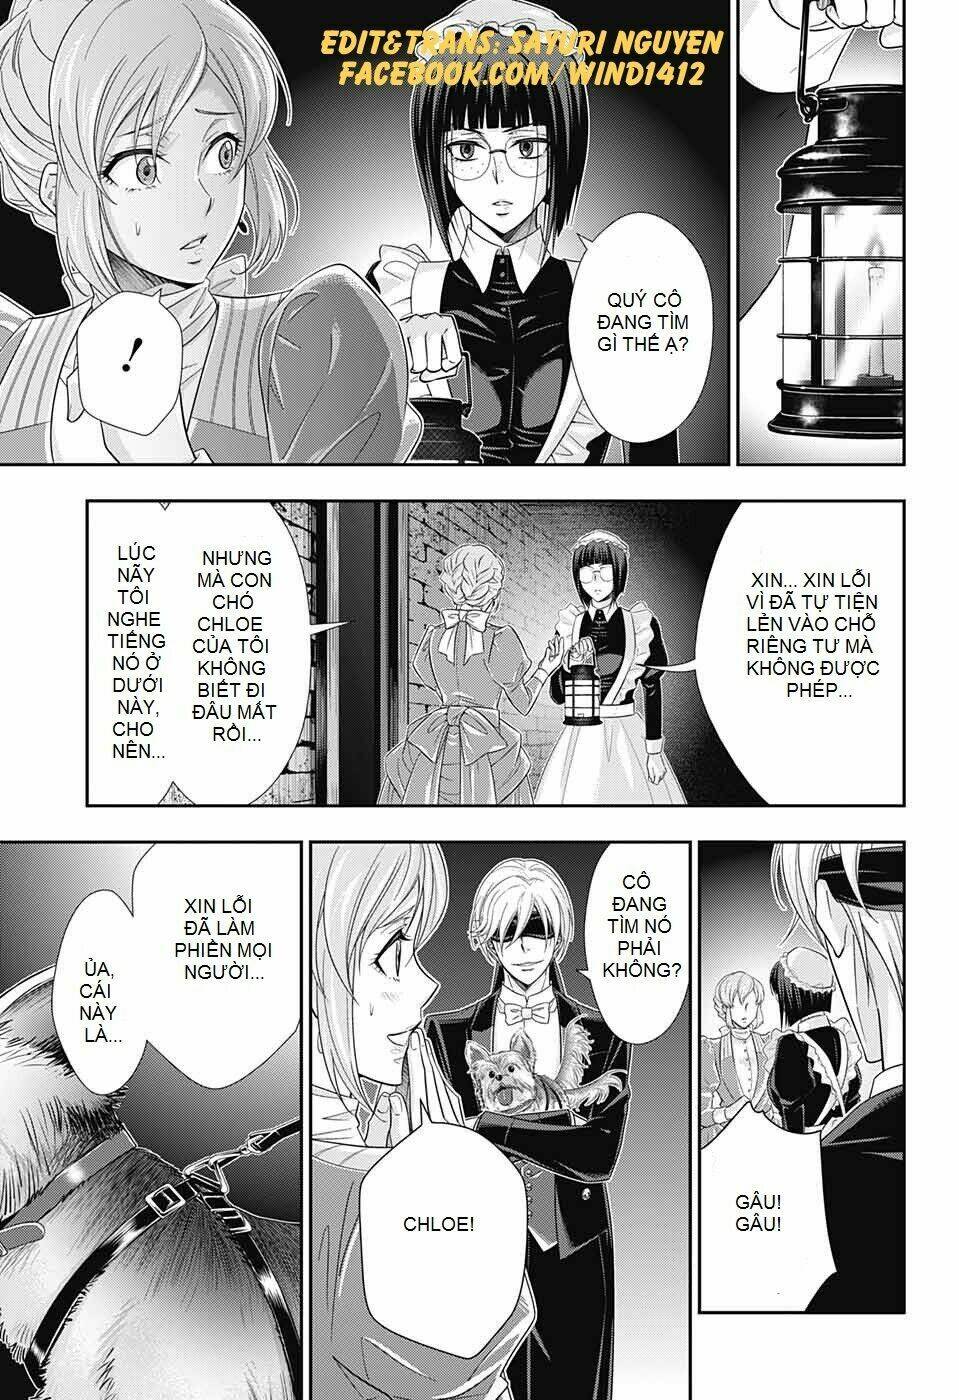 EDIT&TRANS: SAYURI NGUYEN
FACEBOOK.COM/WIND1412
QUÝ CÔ
ĐANG TÌM
GÌ THẾ Ạ?
!
XIN... XIN LỖI
VÌ ĐÃ TỰ TIỆN
LẺN VÀO CHỖ
RIÊNG TƯ MÀ
KHÔNG ĐƯỢC
PHÉP...
NHƯNG
MÀ CON
CHÓ
CHLOE
CỦA TÔI
KHÔNG
BIẾT ĐI
ĐÂU MẤT
RỒI...
LÚC
NÃY TÔI
NGHE
TIẾNG
NÓ Ở
DƯỚI
NÀY,
CHO
NÊN...
GÂU!
GÂU!
CÔ
ĐANG
TÌM NÓ
PHẢI
KHÔNG?
CHLOE!
XIN LỖI
ĐÃ LÀM
PHIỀN MỌI
NGƯỜI...
ỦA,
CÁI
NÀY
LÀ...